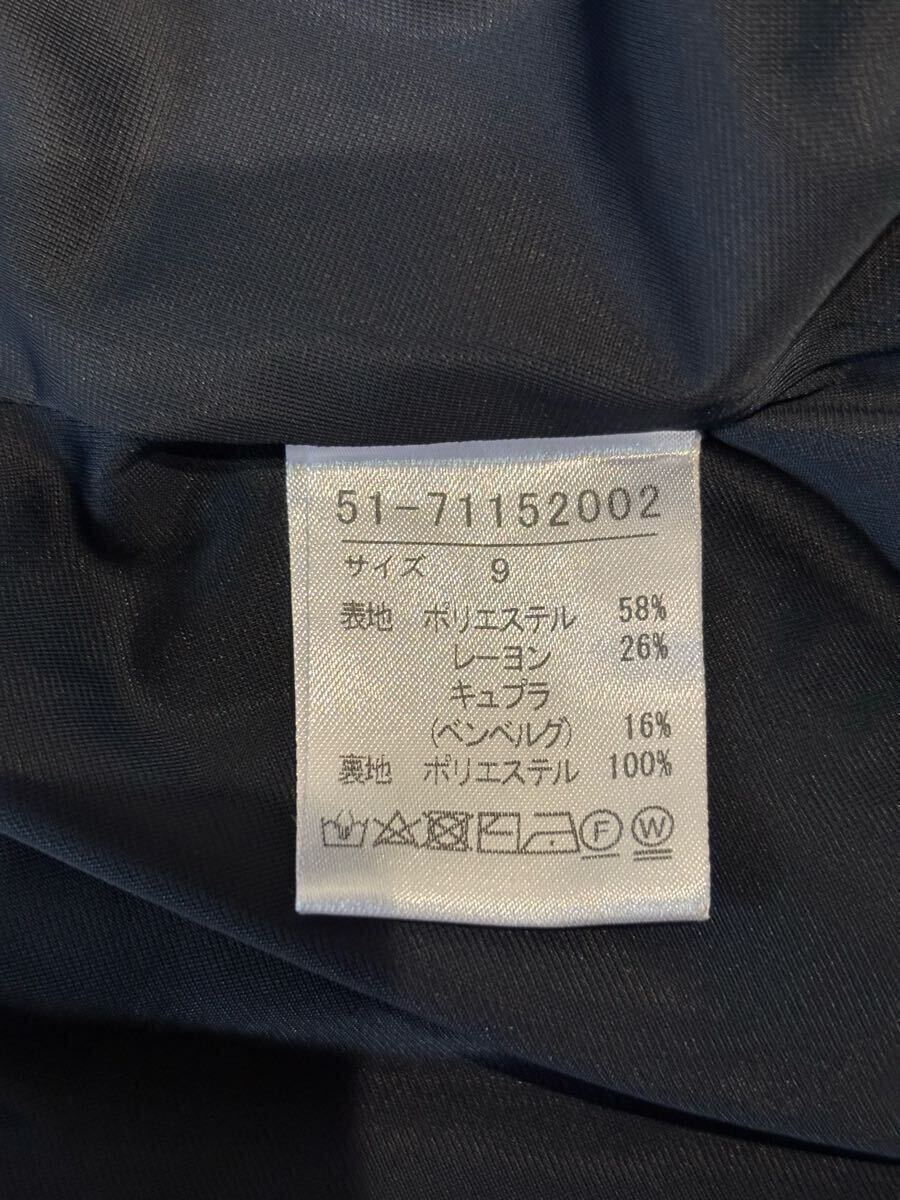 51-71152002
サイズ 9
表地 ポリエステル 58%
レーヨン 26%
キュプラ
(ベンベルグ) 16%
裏地 ポリエステル 100%
F W